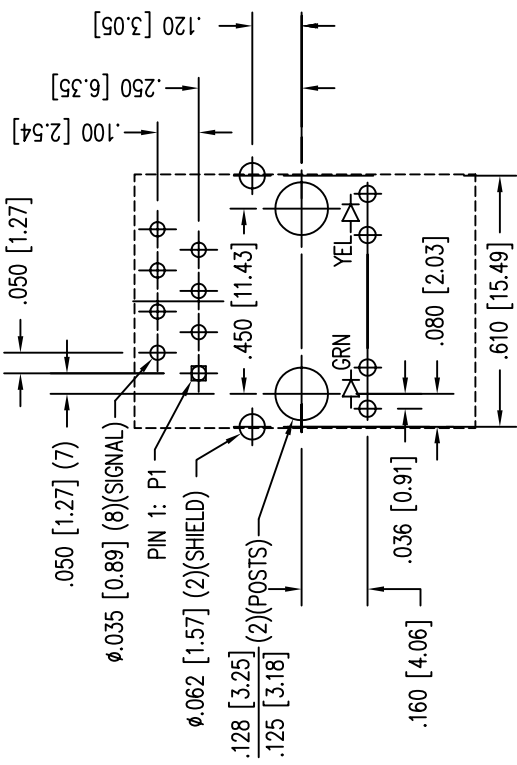 .120 [3.05]
.250 [6.35]
.100 [2.54]
.050 [1.27]
.450 [11.43]
YEL
GRN
.080 [2.03]
.610 [15.49]
.050 [1.27] (7)
ø.035 [0.89] (8)(SIGNAL)
PIN 1: P1
ø.062 [1.57] (2)(SHIELD)
.128 [3.25]
.125 [3.18]
(2)(POSTS)
.036 [0.91]
.160 [4.06]